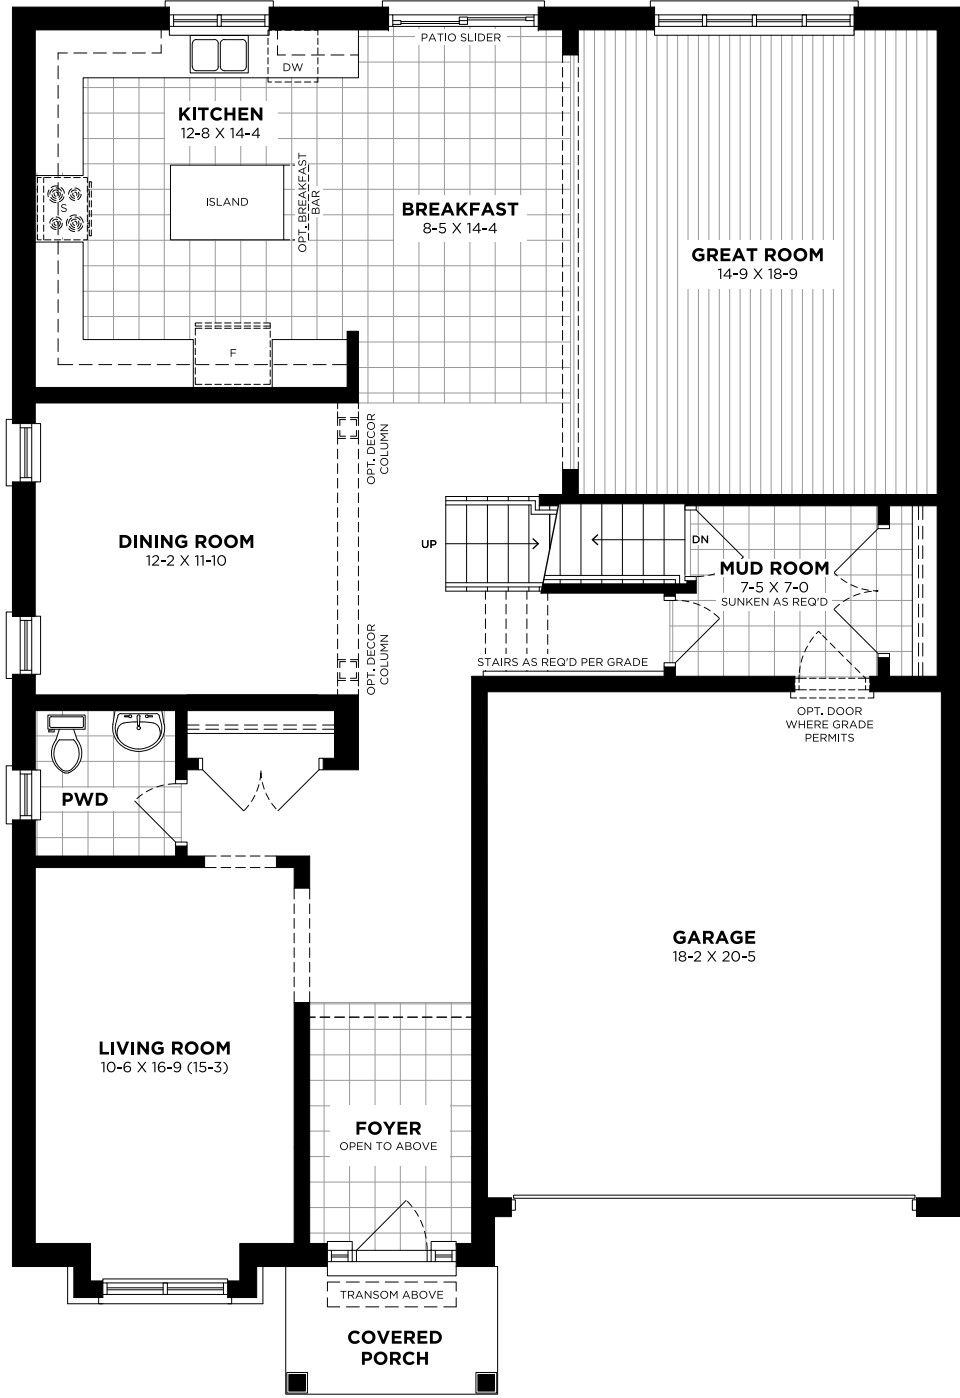 PATIO SLIDER
DW
KITCHEN
12-8 X 14-4
OPT. BREAKFAST
BAR
S
ISLAND
BREAKFAST
8-5 X 14-4
GREAT ROOM
14-9 X 18-9
F
OPT. DECOR
COLUMN
DINING ROOM
12-2 X 11-10
UP
DN
MUD ROOM
7-5 X 7-0
SUNKEN AS REQ'D
OPT. DECOR
COLUMN
STAIRS AS REQ'D PER GRADE
OPT. DOOR
WHERE GRADE
PERMITS
PWD
GARAGE
18-2 X 20-5
LIVING ROOM
10-6 X 16-9 (15-3)
FOYER
OPEN TO ABOVE
TRANSOM ABOVE
COVERED
PORCH